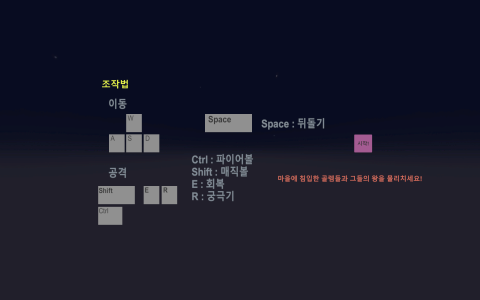 조작법
이동
W
Space
Space : 뒤돌기
A S D
시작!
Ctrl : 파이어볼
공격
Shift : 매직볼
마을에 침입한 골렘들과 그들의 왕을 물리치세요!
E : 회복
Shift E R
R : 궁극기
Ctrl